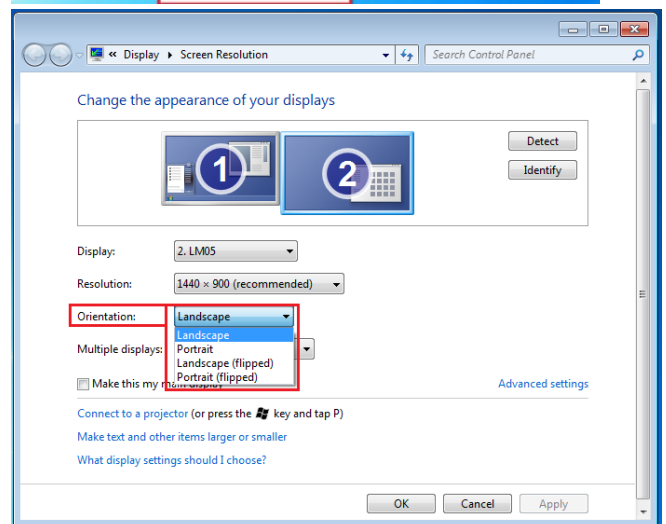 « Display ▸ Screen Resolution
Search Control Panel
Change the appearance of your displays
1
2
Detect
Identify
Display: 2. LM05
Resolution: 1440 × 900 (recommended)
Orientation: Landscape
Landscape
Portrait
Landscape (flipped)
Portrait (flipped)
Multiple displays:
Make this my main display
Advanced settings
Connect to a projector (or press the key and tap P)
Make text and other items larger or smaller
What display settings should I choose?
OK
Cancel
Apply